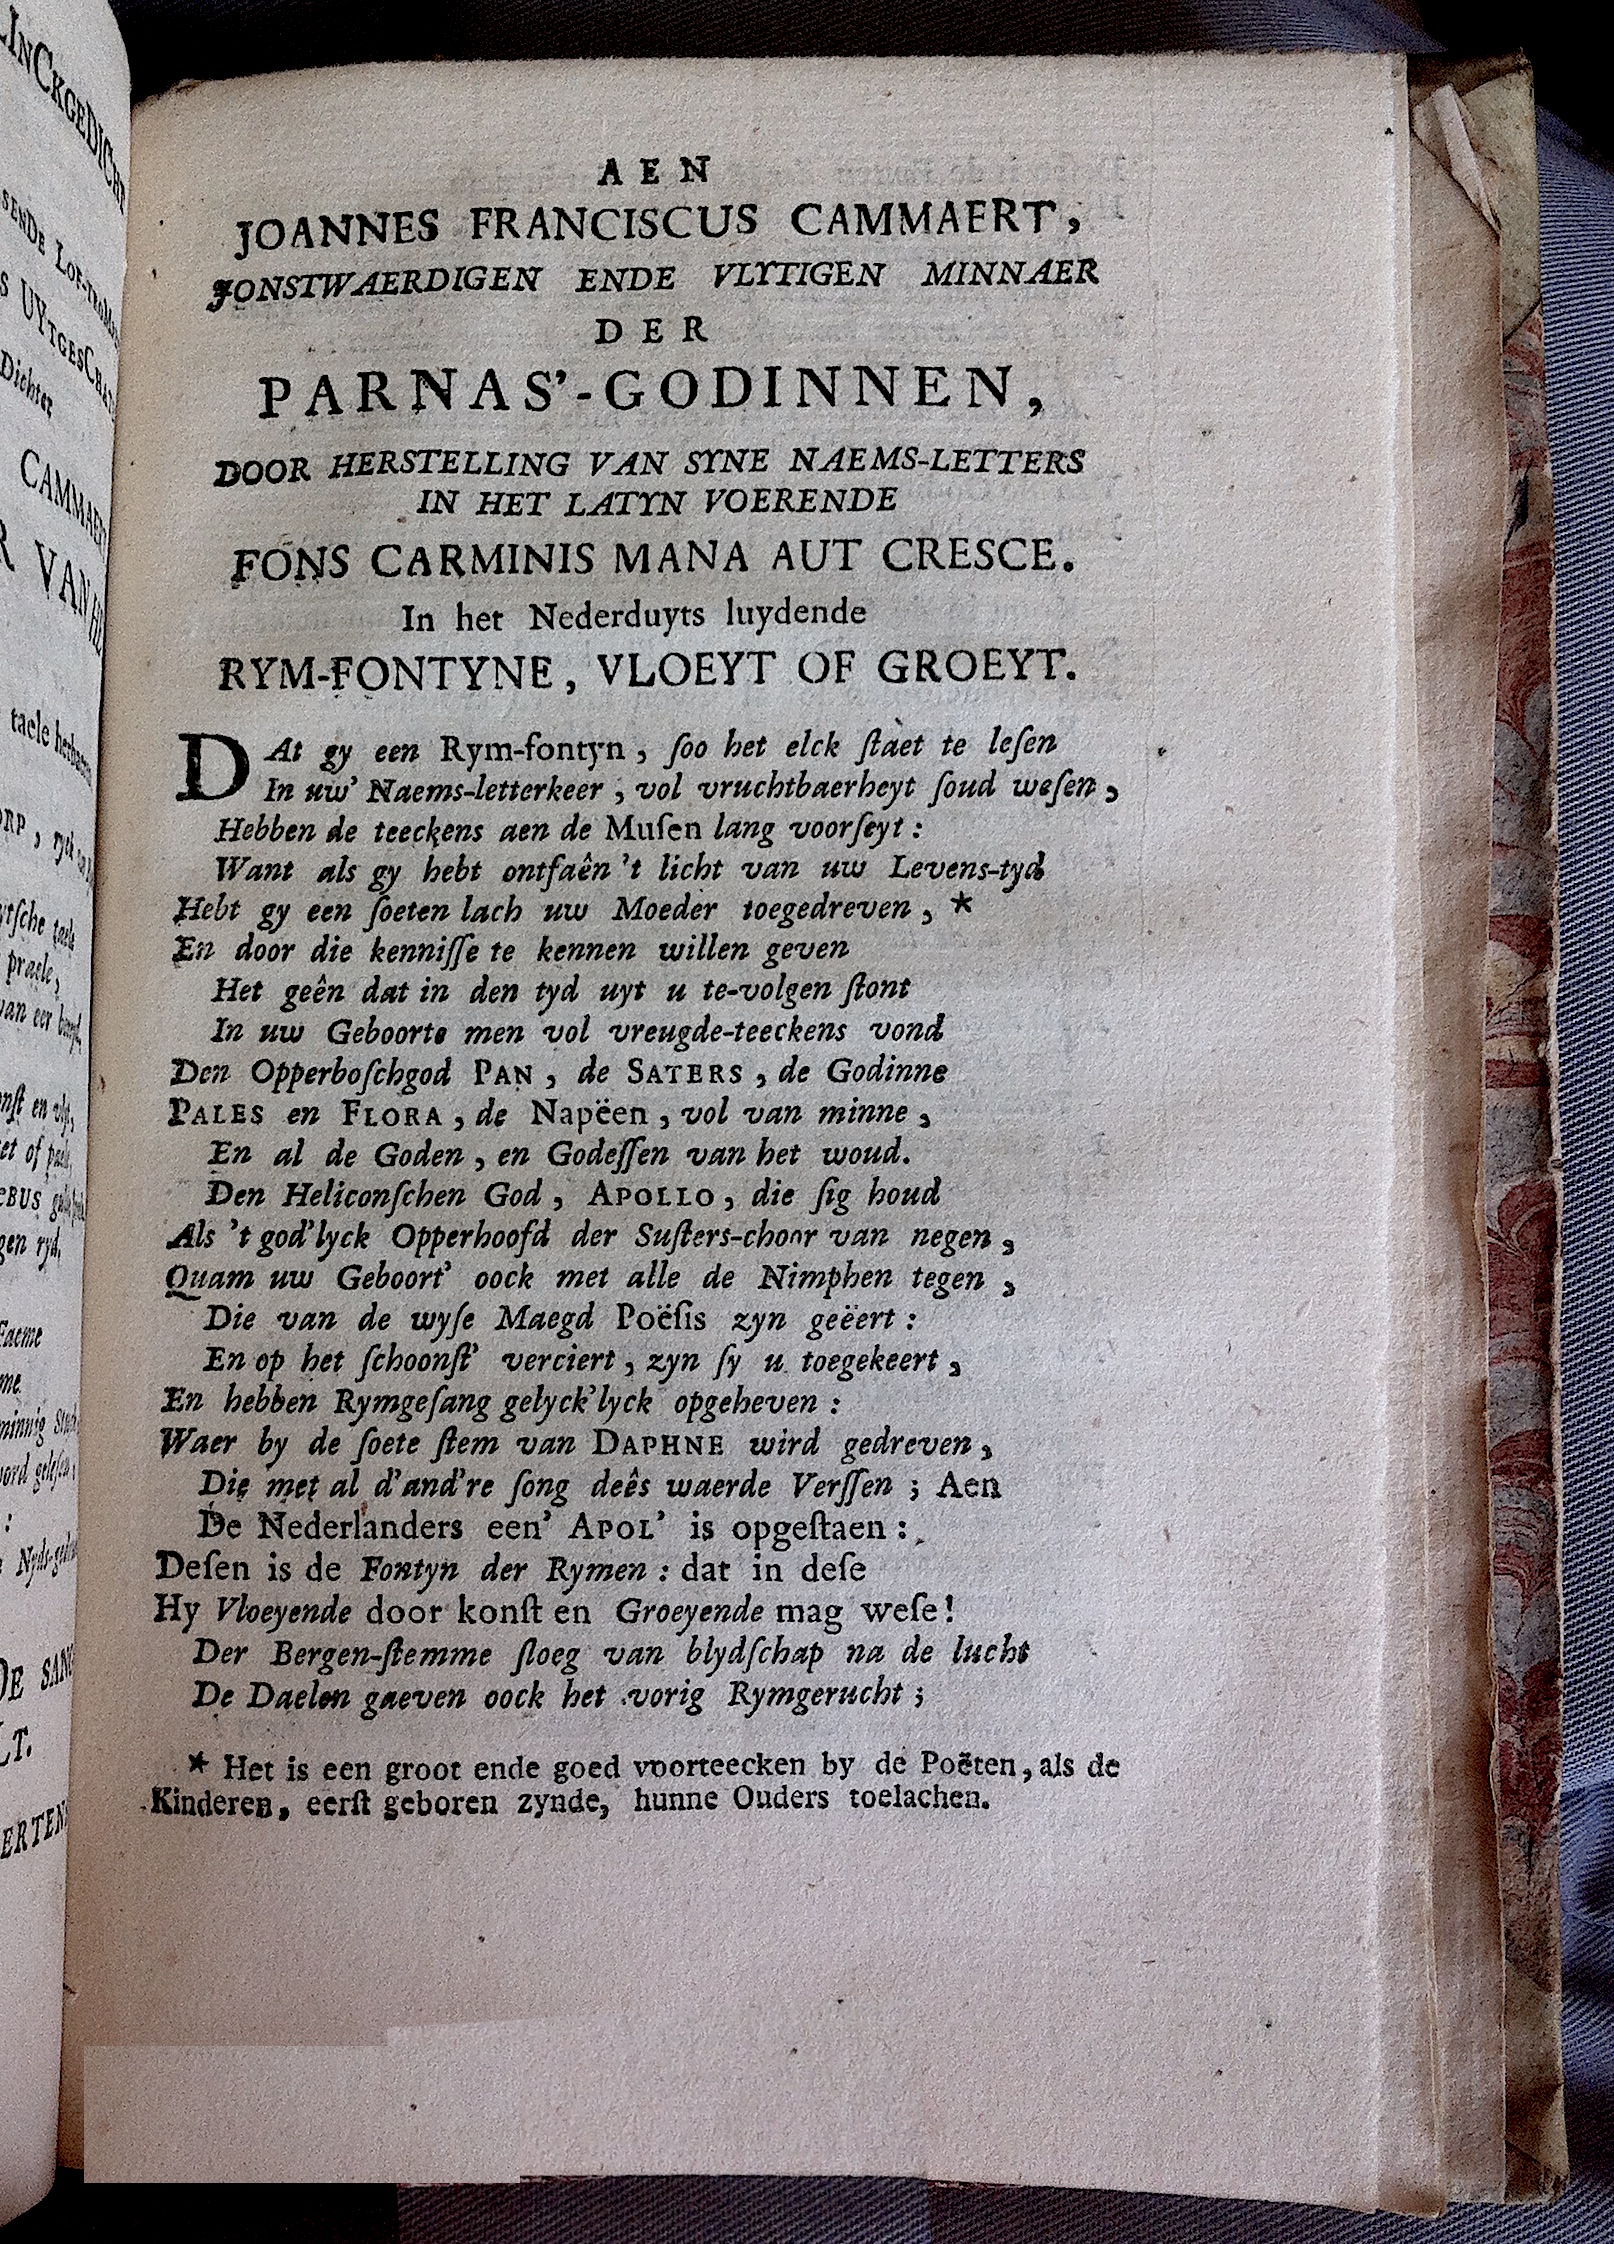 AEN
JOANNES FRANCISCUS CAMMAERT,
JONSTWAERDIGEN ENDE VLYTIGEN MINNAER
DER
PARNAS'-GODINNEN,
DOOR HERSTELLING VAN SYNE NAEMS-LETTERS
IN HET LATYN VOERENDE
FONS CARMINIS MANA AUT CRESCE.
In het Nederduyts luydende
RYM-FONTYNE, VLOEYT OF GROEYT.
DAt gy een Rym-fontyn, ſoo het elck ſtaet te leſen
In uw' Naems-letterkeer, vol vruchtbaerheyt ſoud weſen,
Hebben de teeckens aen de Muſen lang voorſeyt:
Want als gy hebt ontfaên 't licht van uw Levens-tyd
Hebt gy een ſoeten lach uw Moeder toegedreven, *
En door die kenniſſe te kennen willen geven
Het geên dat in den tyd uyt u te-volgen ſtont
In uw Geboorte men vol vreugde-teeckens vond
Den Opperboſchgod PAN, de SATERS, de Godinne
PALES en FLORA, de Napëen, vol van minne,
En al de Goden, en Godeſſen van het woud.
Den Heliconſchen God, APOLLO, die ſig houd
Als 't god'lyck Opperhoofd der Suſters-choor van negen,
Quam uw Geboort' oock met alle de Nimphen tegen,
Die van de wyſe Maegd Poëſis zyn geëert:
En op het ſchoonſt' verciert, zyn ſy u toegekeert,
En hebben Rymgeſang gelyck'lyck opgeheven:
Waer by de ſoete ſtem van DAPHNE wird gedreven,
Die met al d'and're ſong deês waerde Verſſen; Aen
De Nederlanders een' APOL' is opgeſtaen:
Deſen is de Fontyn der Rymen: dat in deſe
Hy Vloeyende door konſt en Groeyende mag weſe!
Der Bergen-ſtemme ſloeg van blydſchap na de lucht
De Daelen gaeven oock het vorig Rymgerucht;
* Het is een groot ende goed voorteecken by de Poëten, als de
Kinderen, eerſt geboren zynde, hunne Ouders toelachen.